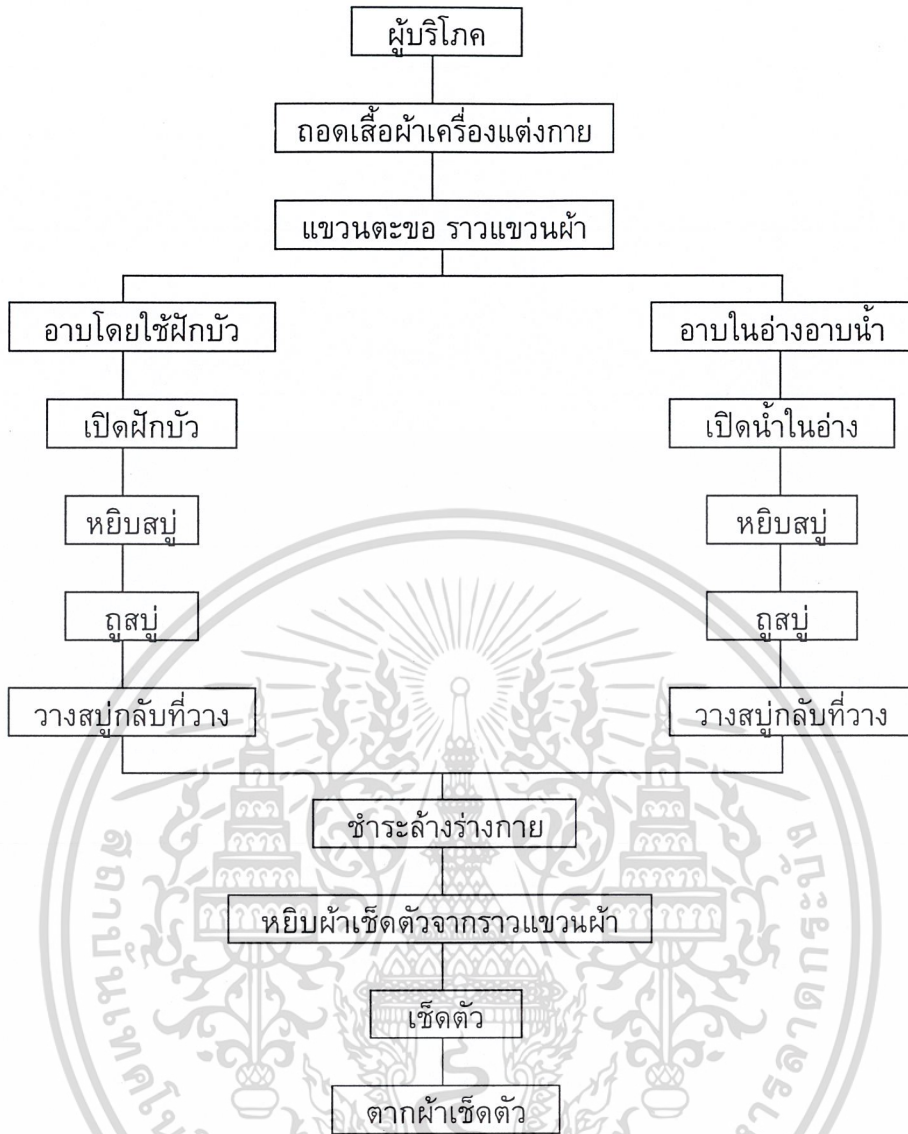 ผู้บริโภค
ถอดเสื้อผ้าเครื่องแต่งกาย
แขวนตะขอ ราวแขวนผ้า
อาบโดยใช้ฝักบัว
อาบในอ่างอาบน้ำ
เปิดฝักบัว
เปิดน้ำในอ่าง
หยิบสบู่
หยิบสบู่
ถูสบู่
ถูสบู่
วางสบู่กลับที่วาง
วางสบู่กลับที่วาง
ชำระล้างร่างกาย
หยิบผ้าเช็ดตัวจากราวแขวนผ้า
เช็ดตัว
ตากผ้าเช็ดตัว